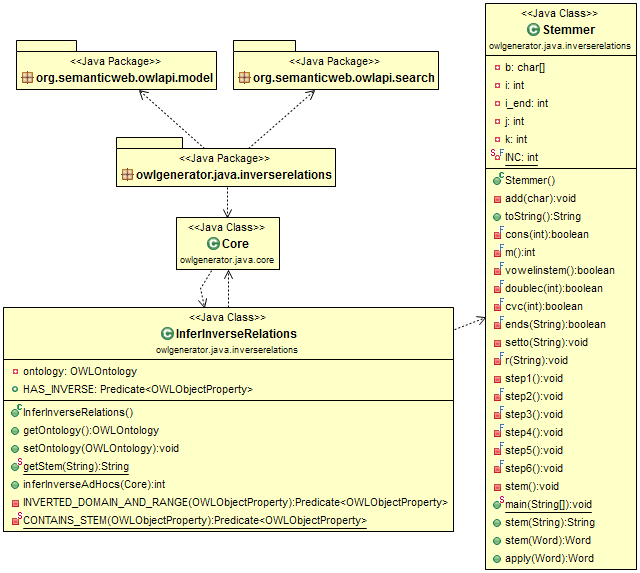 <<Java Package>>
org.semanticweb.owlapi.model
<<Java Package>>
org.semanticweb.owlapi.search
<<Java Package>>
owlgenerator.java.inverserelations
<<Java Class>>
Core
owlgenerator.java.core
<<Java Class>>
InferInverseRelations
owlgenerator.java.inverserelations
ontology: OWLOntology
HAS_INVERSE: Predicate<OWLObjectProperty>
InferInverseRelations()
getOntology():OWLOntology
setOntology(OWLOntology):void
getStem(String):String
inferInverseAdHocs(Core):int
INVERTED_DOMAIN_AND_RANGE(OWLObjectProperty):Predicate<OWLObjectProperty>
CONTAINS_STEM(OWLObjectProperty):Predicate<OWLObjectProperty>
<<Java Class>>
Stemmer
owlgenerator.java.inverserelations
b: char[]
i: int
i_end: int
j: int
k: int
INC: int
Stemmer()
add(char):void
toString():String
cons(int):boolean
m():int
vowelinstem():boolean
doublec(int):boolean
cvc(int):boolean
ends(String):boolean
setto(String):void
r(String):void
step1():void
step2():void
step3():void
step4():void
step5():void
step6():void
stem():void
main(String[]):void
stem(String):String
stem(Word):Word
apply(Word):Word